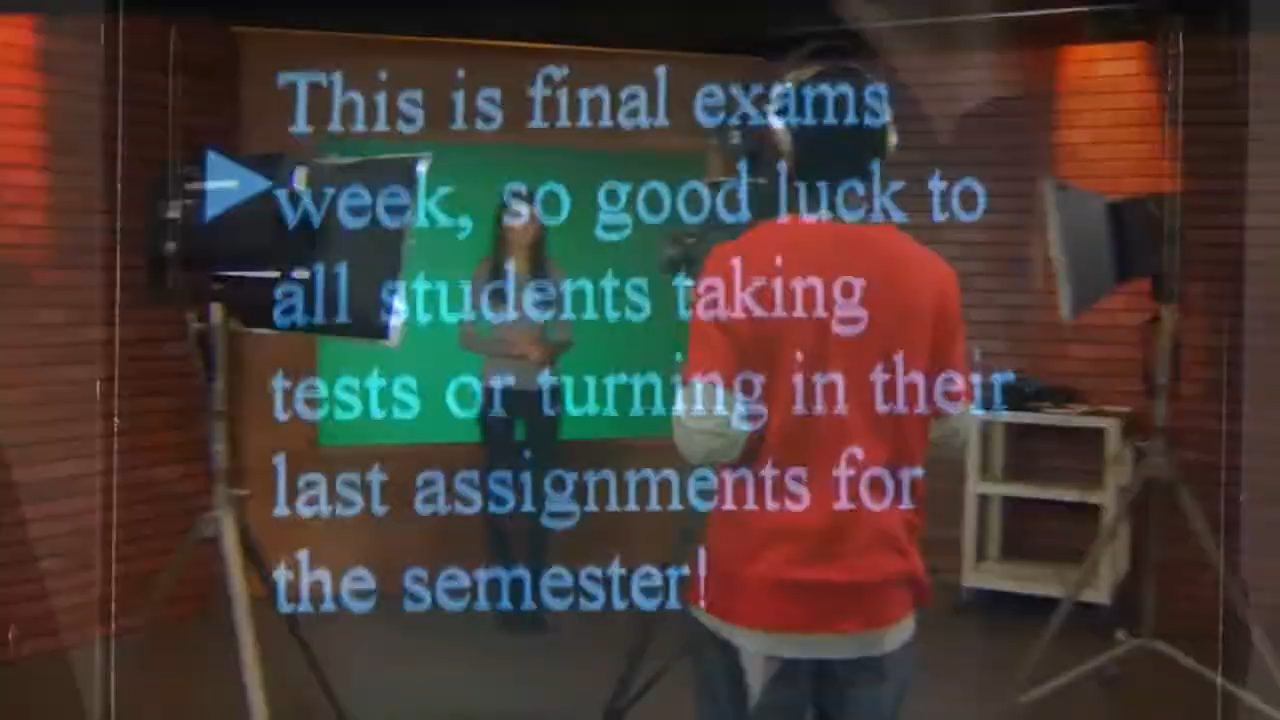 This is final exams
week, so good luck to
all students taking
tests or turning in their
last assignments for
the semester!